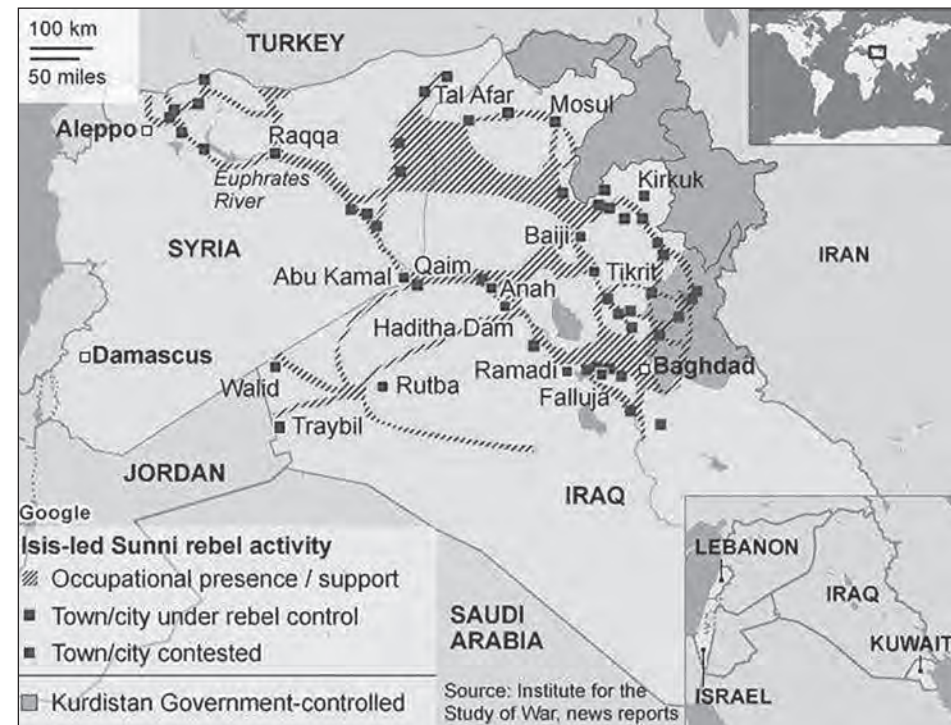 100 km
50 miles
TURKEY
Tal Afar
Mosul
Aleppo
Raqqa
Euphrates
River
Kirkuk
SYRIA
Baiji
IRAN
Abu Kamal
Qaim
Tikrit
Anah
Haditha Dam
Damascus
Ramadi
Baghdad
Walid
Rutba
Falluja
Traybil
JORDAN
IRAQ
Google
Isis-led Sunni rebel activity
Occupational presence / support
Town/city under rebel control
Town/city contested
Kurdistan Government-controlled
SAUDI
ARABIA
Source: Institute for the
Study of War, news reports
LEBANON
IRAQ
KUWAIT
ISRAEL